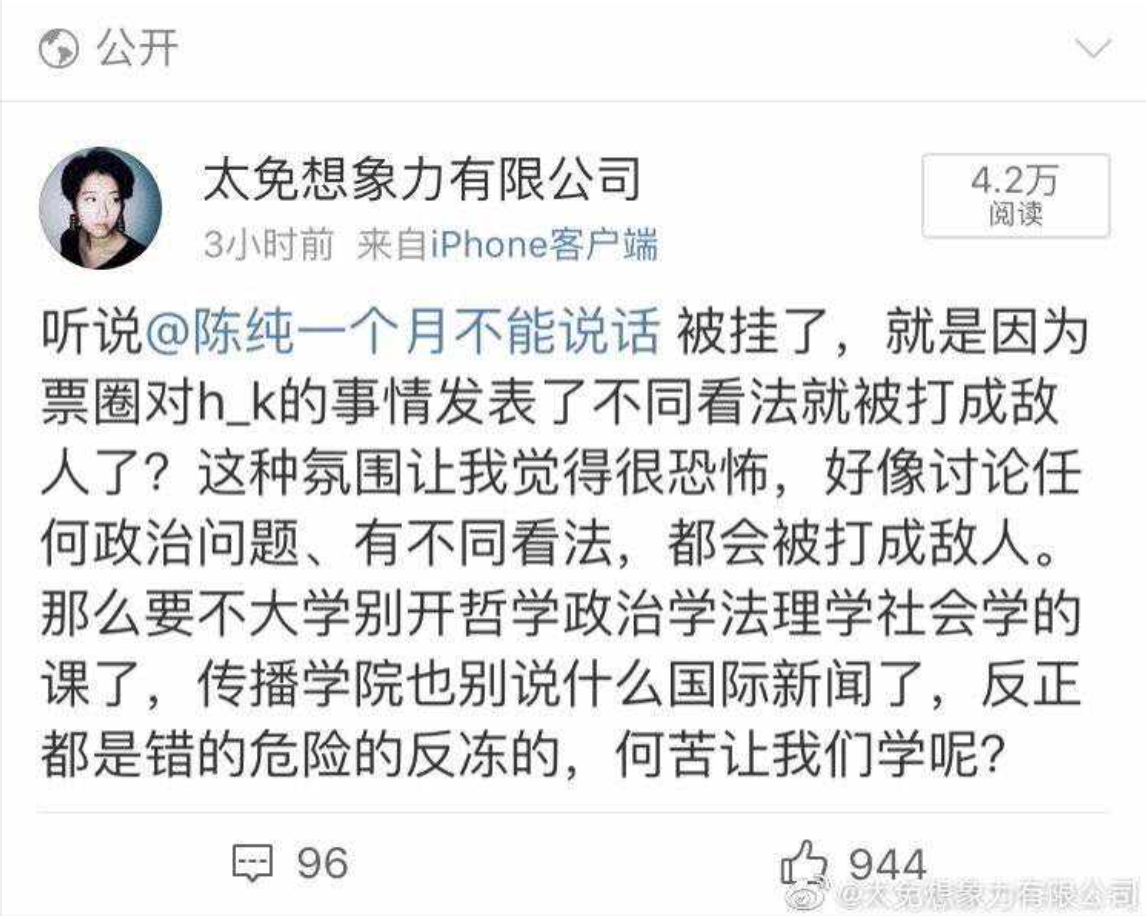 公开
太免想象力有限公司
4.2万
阅读
3小时前 来自iPhone客户端
听说@陈纯一个月不能说话 被挂了，就是因为
票圈对h_k的事情发表了不同看法就被打成敌
人了？这种氛围让我觉得很恐怖，好像讨论任
何政治问题、有不同看法，都会被打成敌人。
那么要不大学别开哲学政治学法理学社会学的
课了，传播学院也别说什么国际新闻了，反正
都是错的危险的反冻的，何苦让我们学呢？
96
944
@太免想象力有限公司